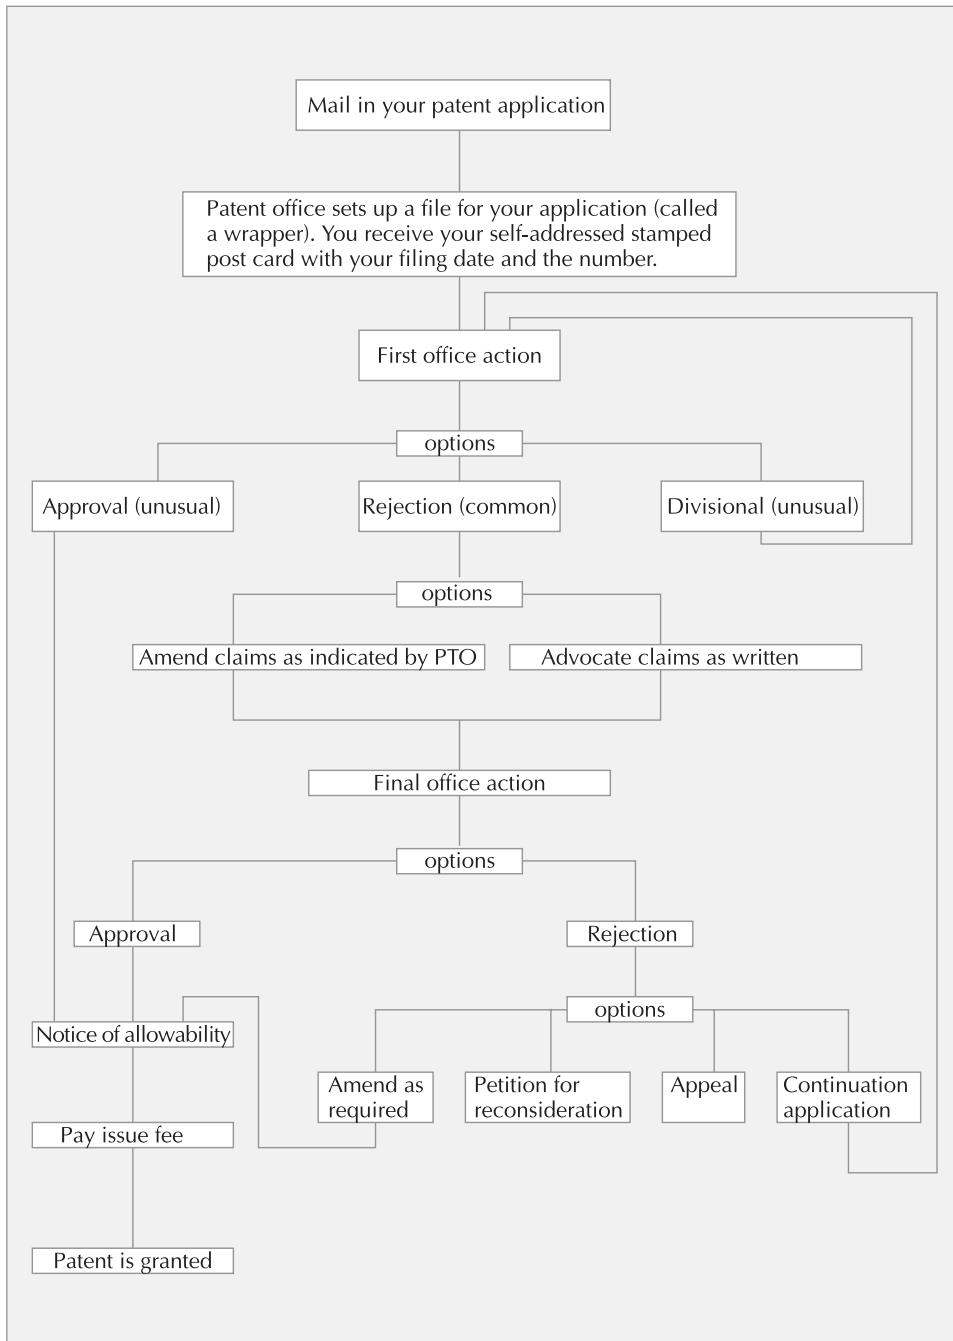 Mail in your patent application
Patent office sets up a file for your application (called
a wrapper). You receive your self-addressed stamped
post card with your filing date and the number.
First office action
options
Approval (unusual)
Rejection (common)
Divisional (unusual)
options
Amend claims as indicated by PTO
Advocate claims as written
Final office action
options
Approval
Rejection
options
Notice of allowability
Amend as
required
Petition for
reconsideration
Appeal
Continuation
application
Pay issue fee
Patent is granted